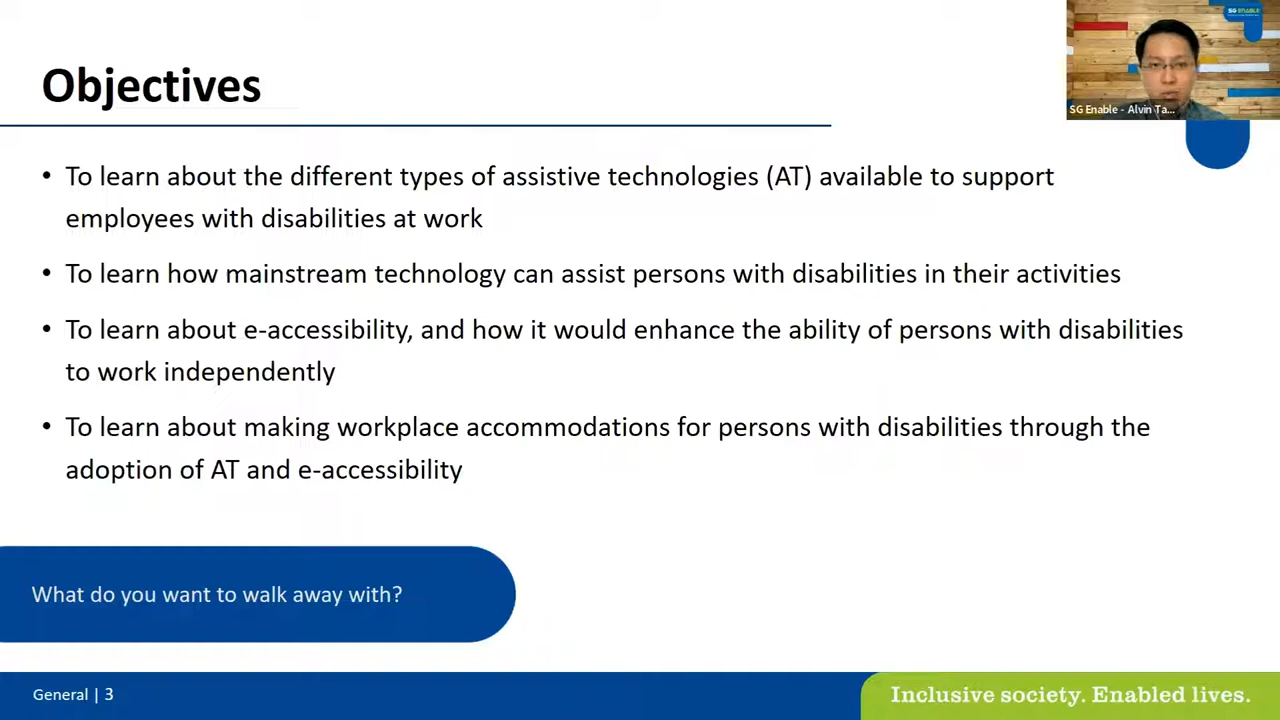 SG ENABLE
Objectives
SG Enable - Alvin Ta...
• To learn about the different types of assistive technologies (AT) available to support
employees with disabilities at work
• To learn how mainstream technology can assist persons with disabilities in their activities
• To learn about e-accessibility, and how it would enhance the ability of persons with disabilities
to work independently
• To learn about making workplace accommodations for persons with disabilities through the
adoption of AT and e-accessibility
What do you want to walk away with?
General | 3
Inclusive society. Enabled lives.